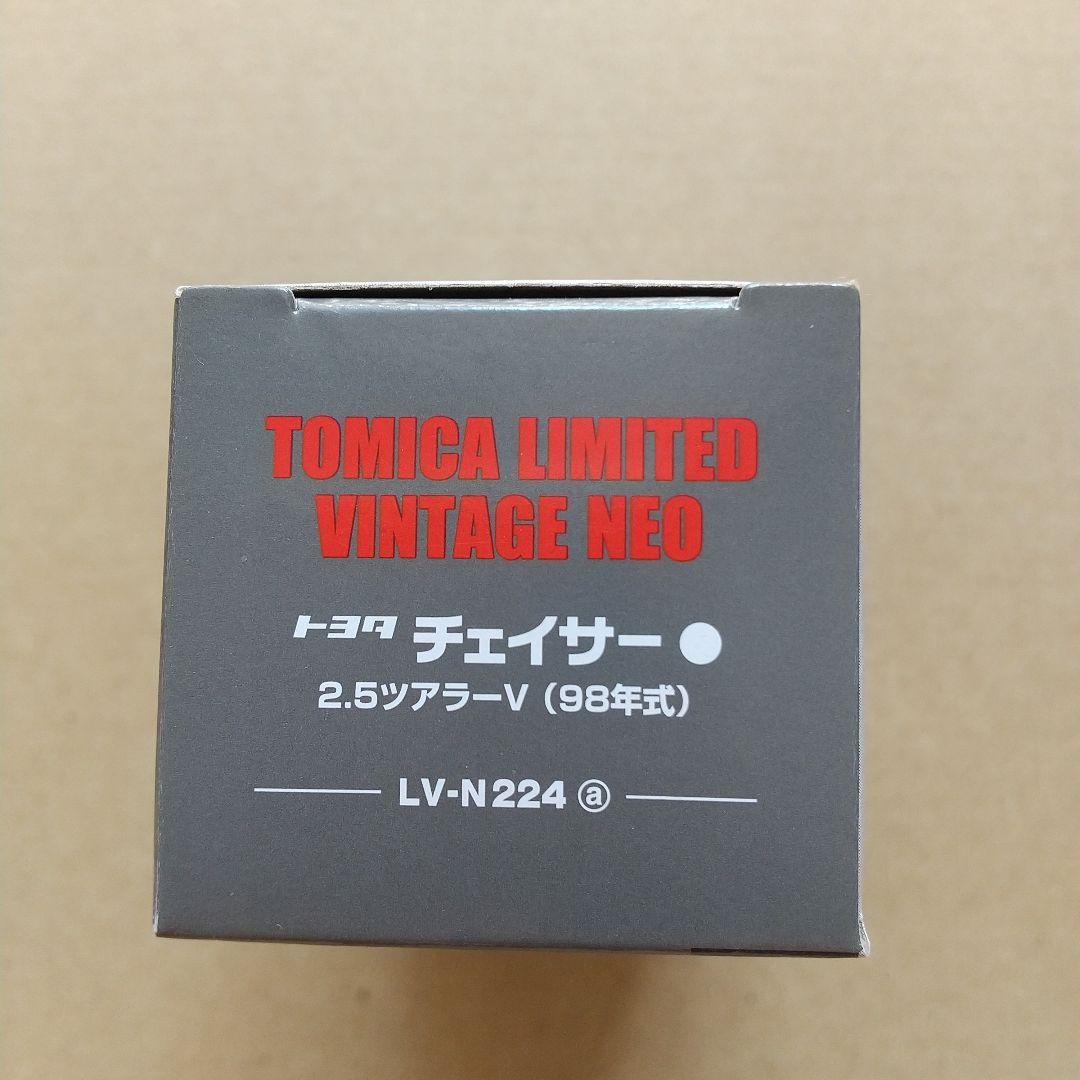 TOMICA LIMITED
VINTAGE NEO
トヨタ チェイサー
2.5ツアラーV（98年式）
LV-N224 ⓐ